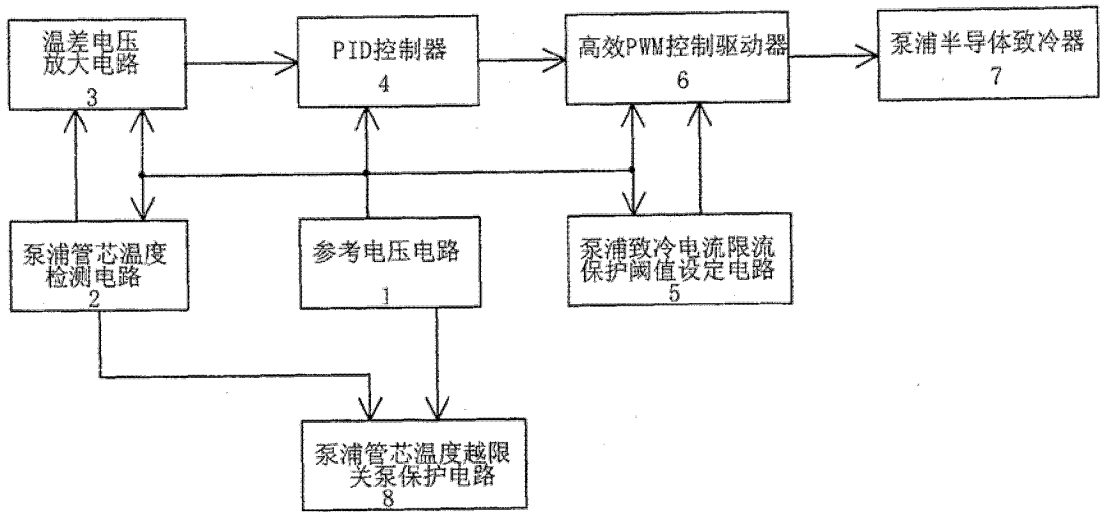 温差电压
放大电路
3
PID控制器
4
高效PWM控制驱动器
6
泵浦半导体致冷器
7
泵浦管芯温度
检测电路
2
参考电压电路
1
泵浦致冷电流限流
保护阈值设定电路
5
泵浦管芯温度越限
关泵保护电路
8